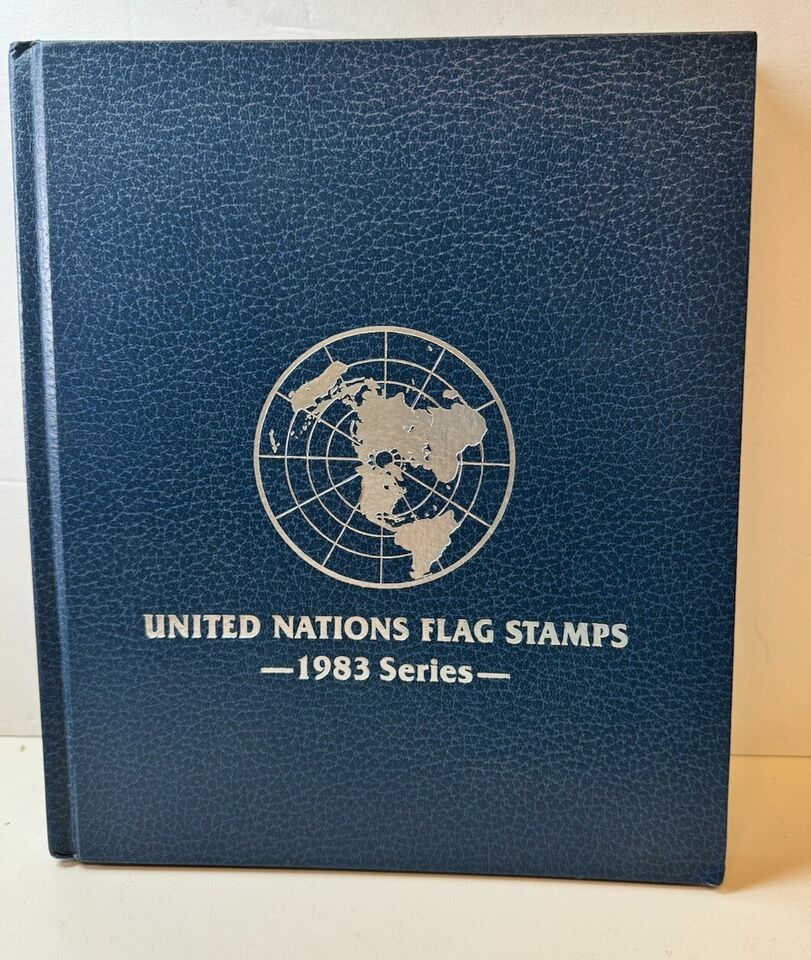 UNITED NATIONS FLAG STAMPS
—1983 Series—